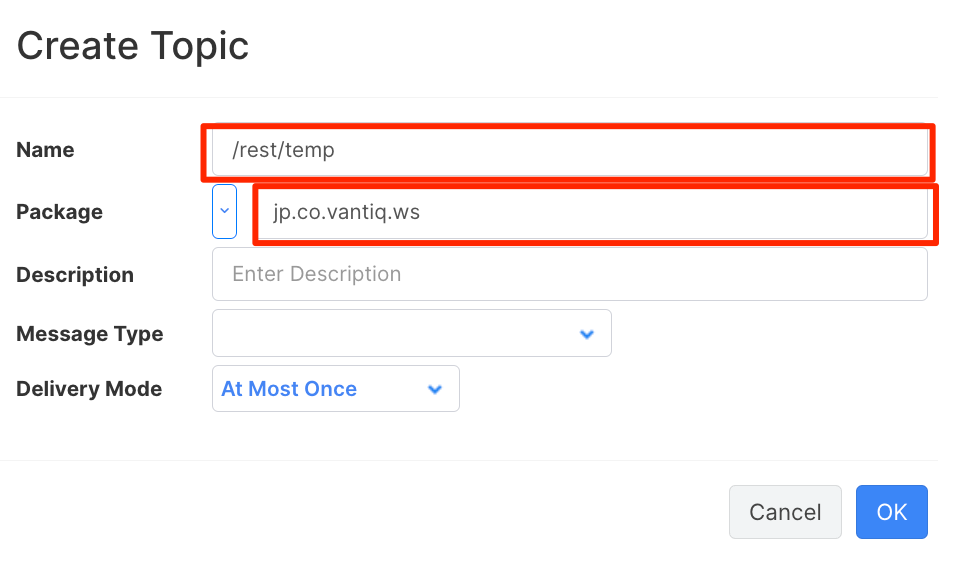 Create Topic
Name /rest/temp
Package jp.co.vantiq.ws
Description Enter Description
Message Type
Delivery Mode At Most Once
Cancel OK